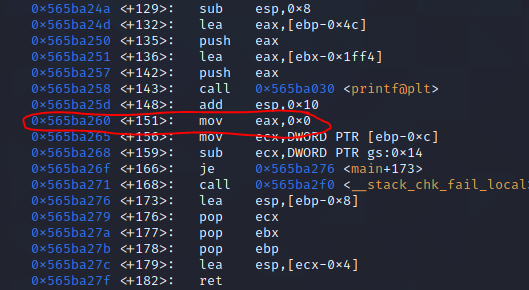 0×565ba24a <+129>: sub esp,0×8
0×565ba24d <+132>: lea eax,[ebp-0×4c]
0×565ba250 <+135>: push eax
0×565ba251 <+136>: lea eax,[ebx-0×1ff4]
0×565ba257 <+142>: push eax
0×565ba258 <+143>: call 0×565ba030 <printf@plt>
0×565ba25d <+148>: add esp,0×10
0×565ba260 <+151>: mov eax,0×0
0×565ba265 <+156>: mov ecx,DWORD PTR [ebp-0×c]
0×565ba268 <+159>: sub ecx,DWORD PTR gs:0×14
0×565ba26f <+166>: je 0×565ba276 <main+173>
0×565ba271 <+168>: call 0×565ba2f0 <__stack_chk_fail_local>
0×565ba276 <+173>: lea esp,[ebp-0×8]
0×565ba279 <+176>: pop ecx
0×565ba27a <+177>: pop ebx
0×565ba27b <+178>: pop ebp
0×565ba27c <+179>: lea esp,[ecx-0×4]
0×565ba27f <+182>: ret